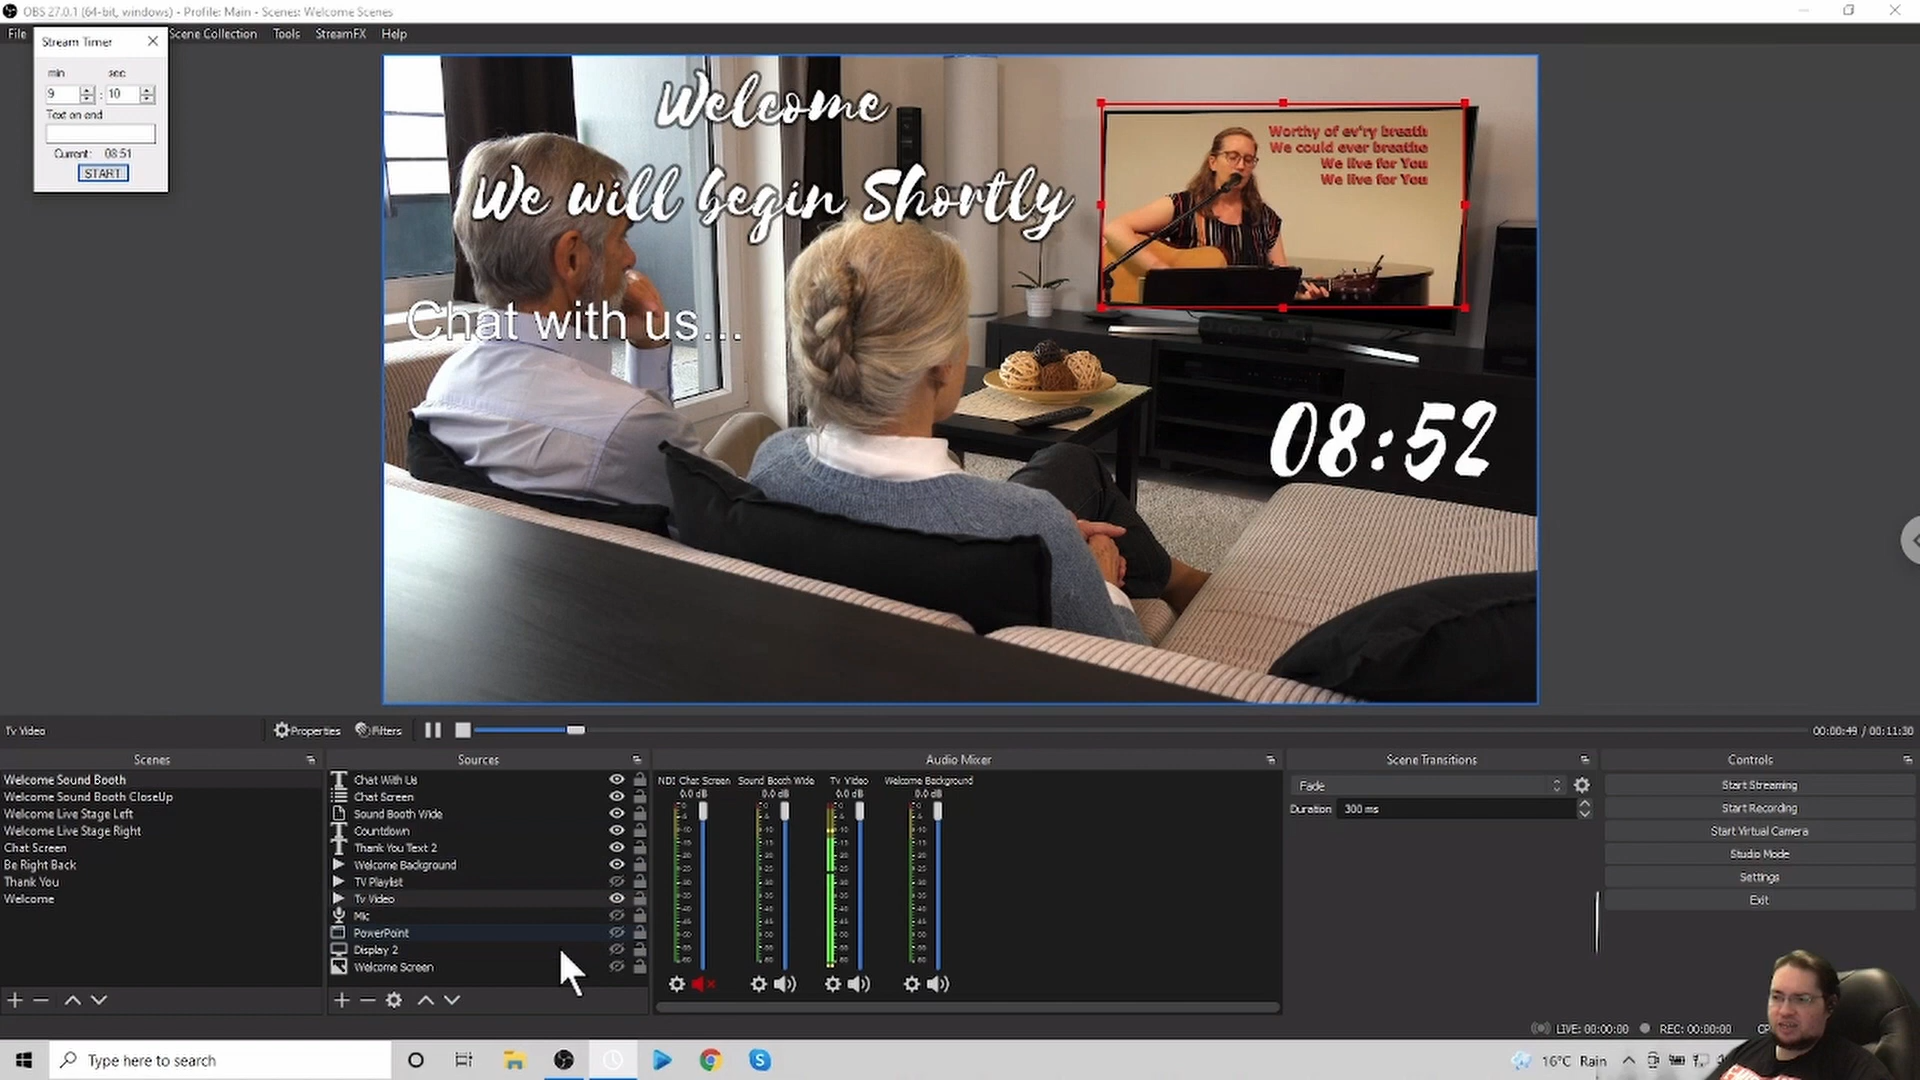 OBS 27.0.1 (64-bit, windows) - Profile: Main - Scenes: Welcome Scenes
File
Scene Collection
Tools
StreamFX
Help
Stream Timer
min
sec
9
:
10
Text on end
Current: 08:51
START
Welcome
We will begin Shortly
Chat with us...
Worthy of ev'ry breath
We could ever breathe
We live for You
We live for You
08:52
Tv Video
Properties
Filters
00:00:49 / 00:11:30
Scenes
Welcome Sound Booth
Welcome Sound Booth CloseUp
Welcome Live Stage Left
Welcome Live Stage Right
Chat Screen
Be Right Back
Thank You
Welcome
Sources
Chat With Us
Chat Screen
Sound Booth Wide
Countdown
Thank You Text 2
Welcome Background
TV Playlist
Tv Video
Mic
PowerPoint
Display 2
Welcome Screen
Audio Mixer
NDI Chat Screen
0.0 dB
Sound Booth Wide
0.0 dB
Tv Video
0.0 dB
Welcome Background
0.0 dB
Scene Transitions
Fade
Duration
300 ms
Controls
Start Streaming
Start Recording
Start Virtual Camera
Studio Mode
Settings
Exit
LIVE: 00:00:00
REC: 00:00:00
Type here to search
16°C Rain